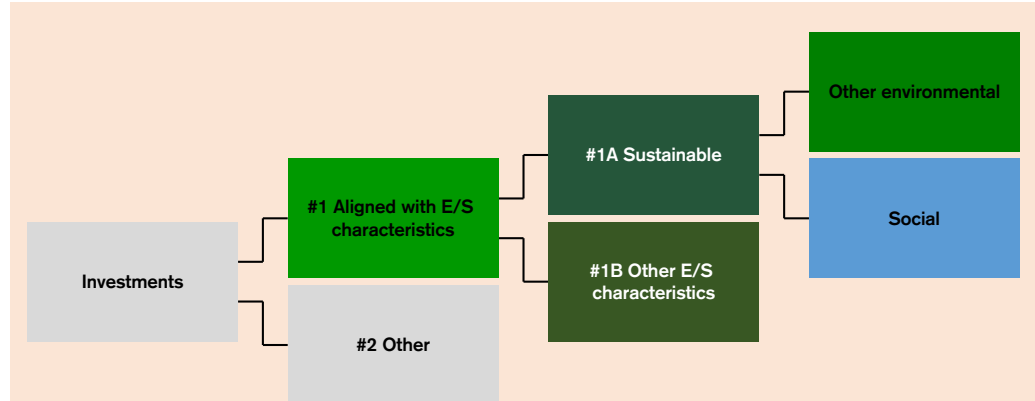 Investments
#1 Aligned with E/S
characteristics
#2 Other
#1A Sustainable
#1B Other E/S
characteristics
Other environmental
Social